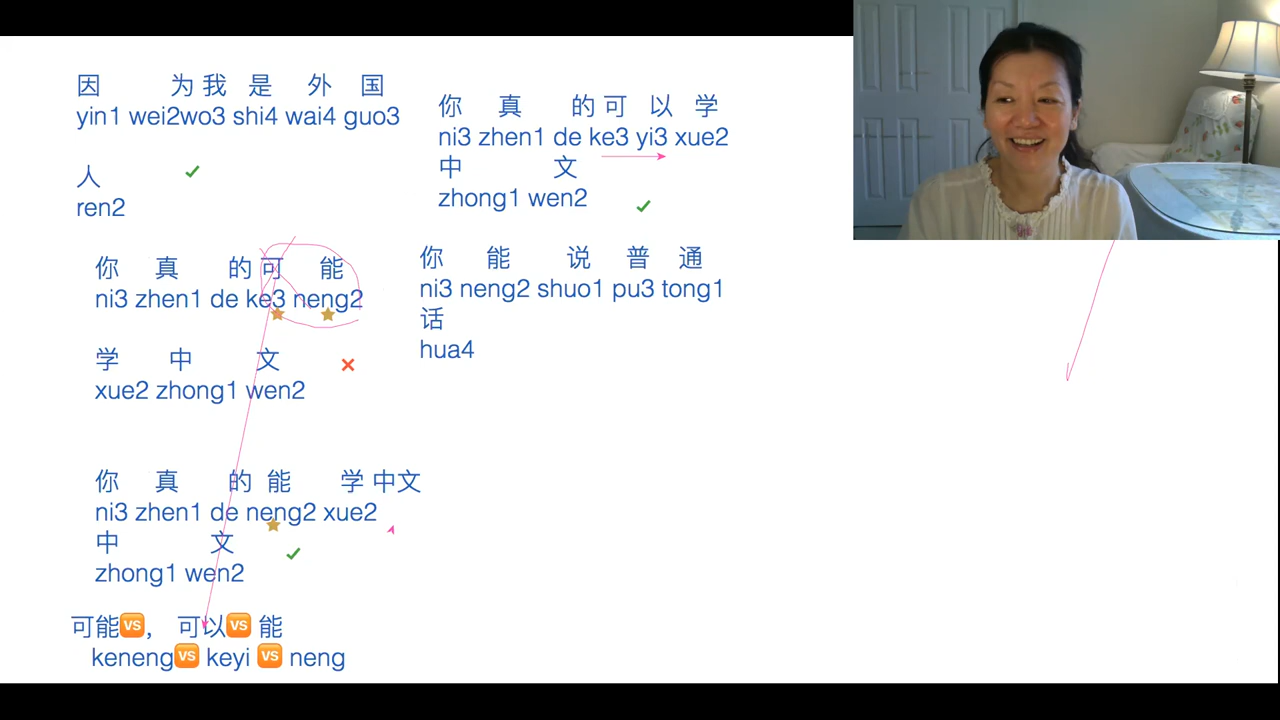 因 为 我 是 外 国
yin1 wei2wo3 shi4 wai4 guo3
人
ren2
你 真 的 可 能
ni3 zhen1 de ke3 neng2
学 中 文
xue2 zhong1 wen2
你 真 的 能 学 中文
ni3 zhen1 de neng2 xue2
中 文
zhong1 wen2
可能🆚, 可以🆚 能
keneng🆚 keyi 🆚 neng
你 真 的 可 以 学
ni3 zhen1 de ke3 yi3 xue2
中 文
zhong1 wen2
你 能 说 普 通
ni3 neng2 shuo1 pu3 tong1
话
hua4